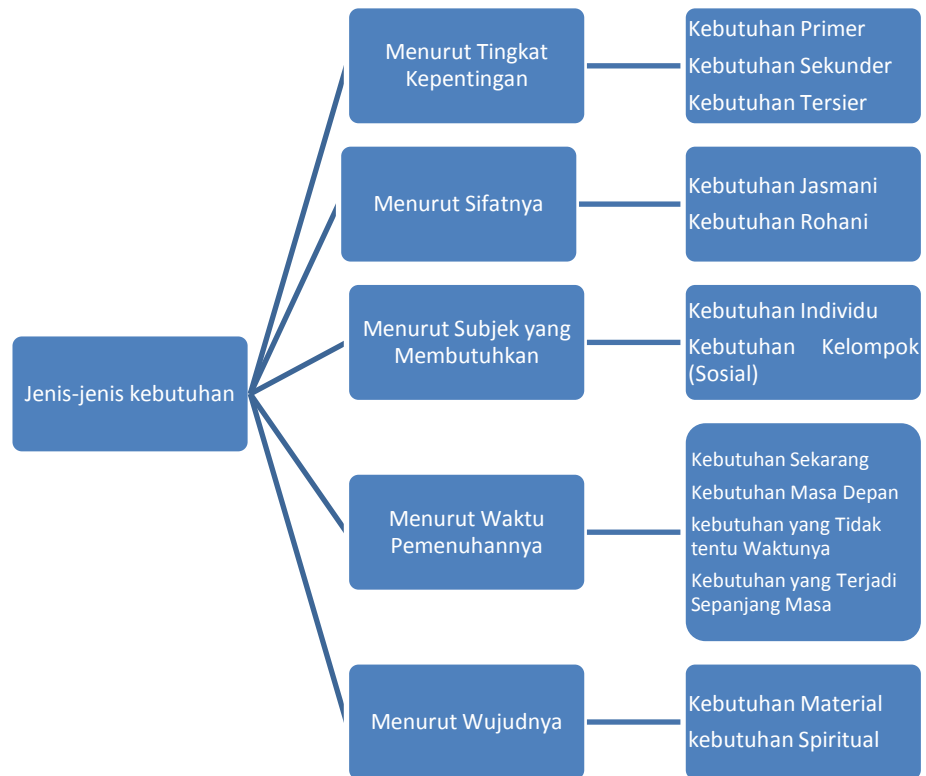 Jenis-jenis kebutuhan
Menurut Tingkat
Kepentingan
Kebutuhan Primer
Kebutuhan Sekunder
Kebutuhan Tersier
Menurut Sifatnya
Kebutuhan Jasmani
Kebutuhan Rohani
Menurut Subjek yang
Membutuhkan
Kebutuhan Individu
Kebutuhan Kelompok
(Sosial)
Menurut Waktu
Pemenuhannya
Kebutuhan Sekarang
Kebutuhan Masa Depan
kebutuhan yang Tidak
tentu Waktunya
Kebutuhan yang Terjadi
Sepanjang Masa
Menurut Wujudnya
Kebutuhan Material
kebutuhan Spiritual